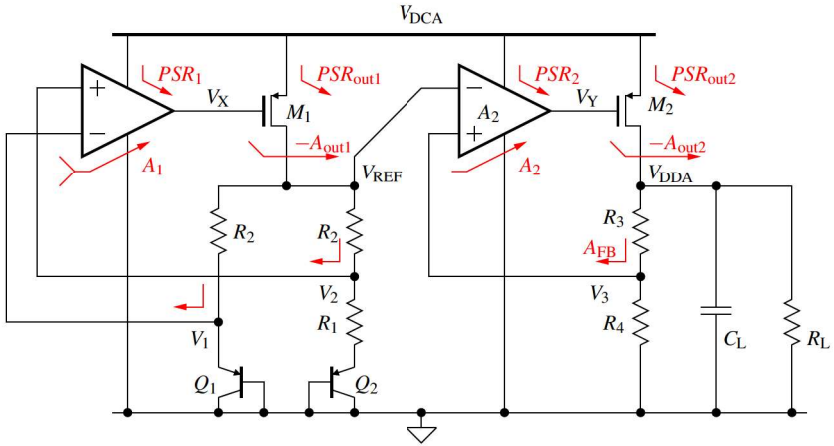 V_DCA
PSR_1
PSR_out1
PSR_2
PSR_out2
+
−
V_X
M_1
−
+
A_2
V_Y
M_2
A_1
−A_out1
A_2
−A_out2
V_REF
V_DDA
R_2
R_2
R_3
A_FB
V_2
V_3
V_1
R_1
R_4
C_L
R_L
Q_1
Q_2